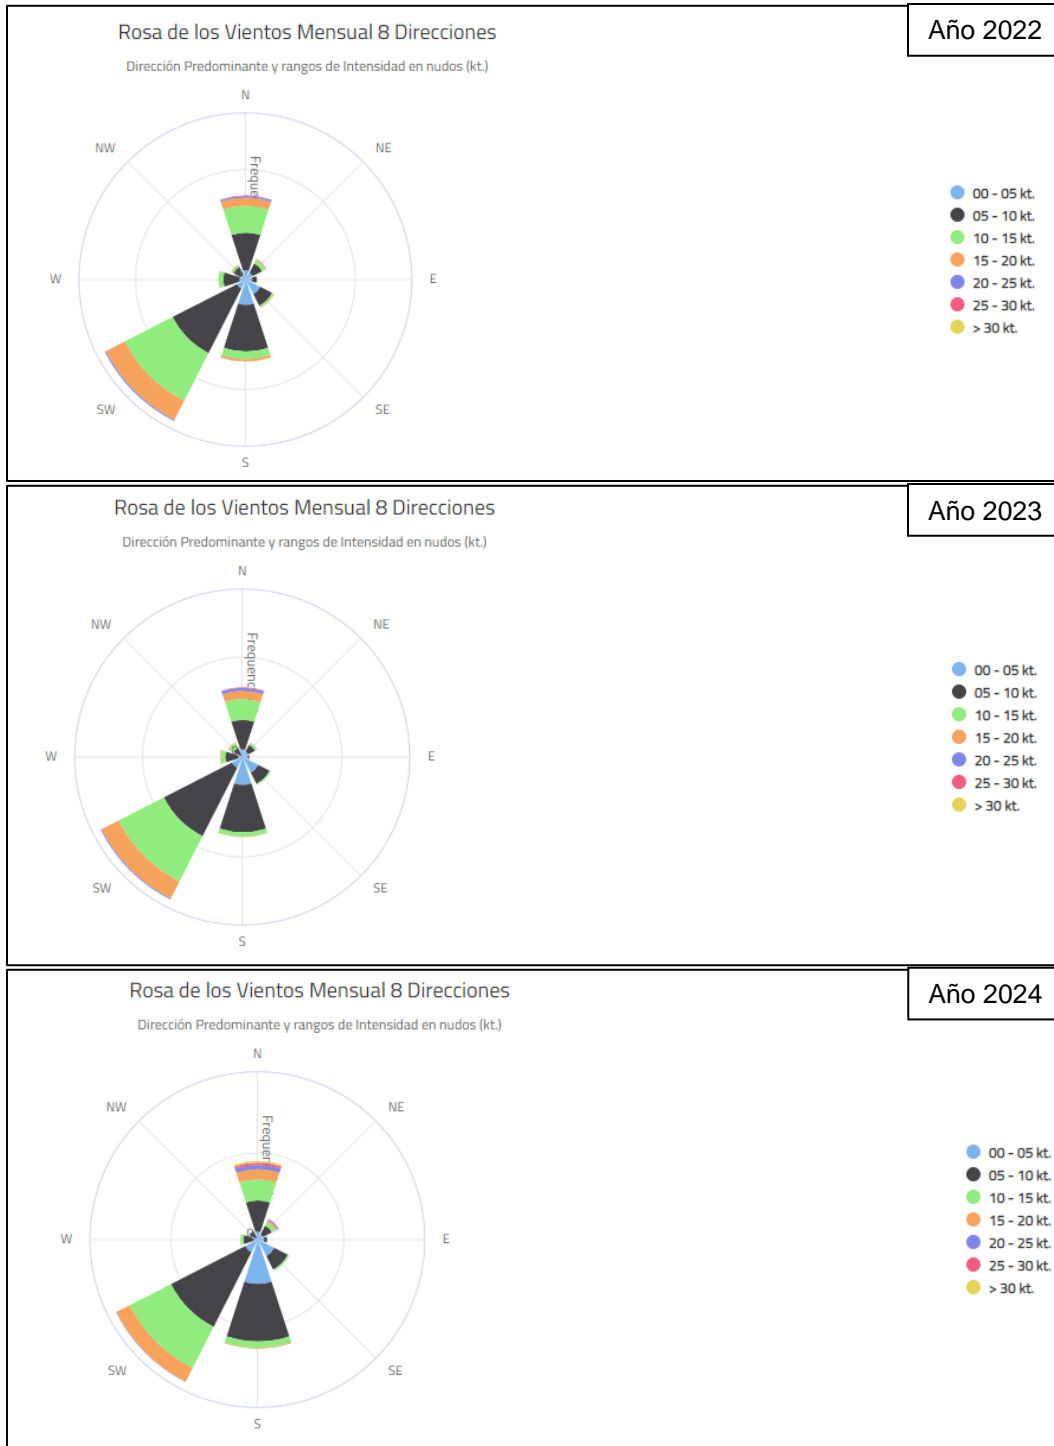 Rosa de los Vientos Mensual 8 Direcciones
Año 2022
Dirección Predominante y rangos de Intensidad en nudos (kt.)
N
NW
NE
Freque
W
E
SW
SE
S
00 - 05 kt.
05 - 10 kt.
10 - 15 kt.
15 - 20 kt.
20 - 25 kt.
25 - 30 kt.
> 30 kt.
Rosa de los Vientos Mensual 8 Direcciones
Año 2023
Dirección Predominante y rangos de Intensidad en nudos (kt.)
N
NW
NE
Frequenc
W
E
SW
SE
S
00 - 05 kt.
05 - 10 kt.
10 - 15 kt.
15 - 20 kt.
20 - 25 kt.
25 - 30 kt.
> 30 kt.
Rosa de los Vientos Mensual 8 Direcciones
Año 2024
Dirección Predominante y rangos de Intensidad en nudos (kt.)
N
NW
NE
Frequer
W
E
SW
SE
S
00 - 05 kt.
05 - 10 kt.
10 - 15 kt.
15 - 20 kt.
20 - 25 kt.
25 - 30 kt.
> 30 kt.